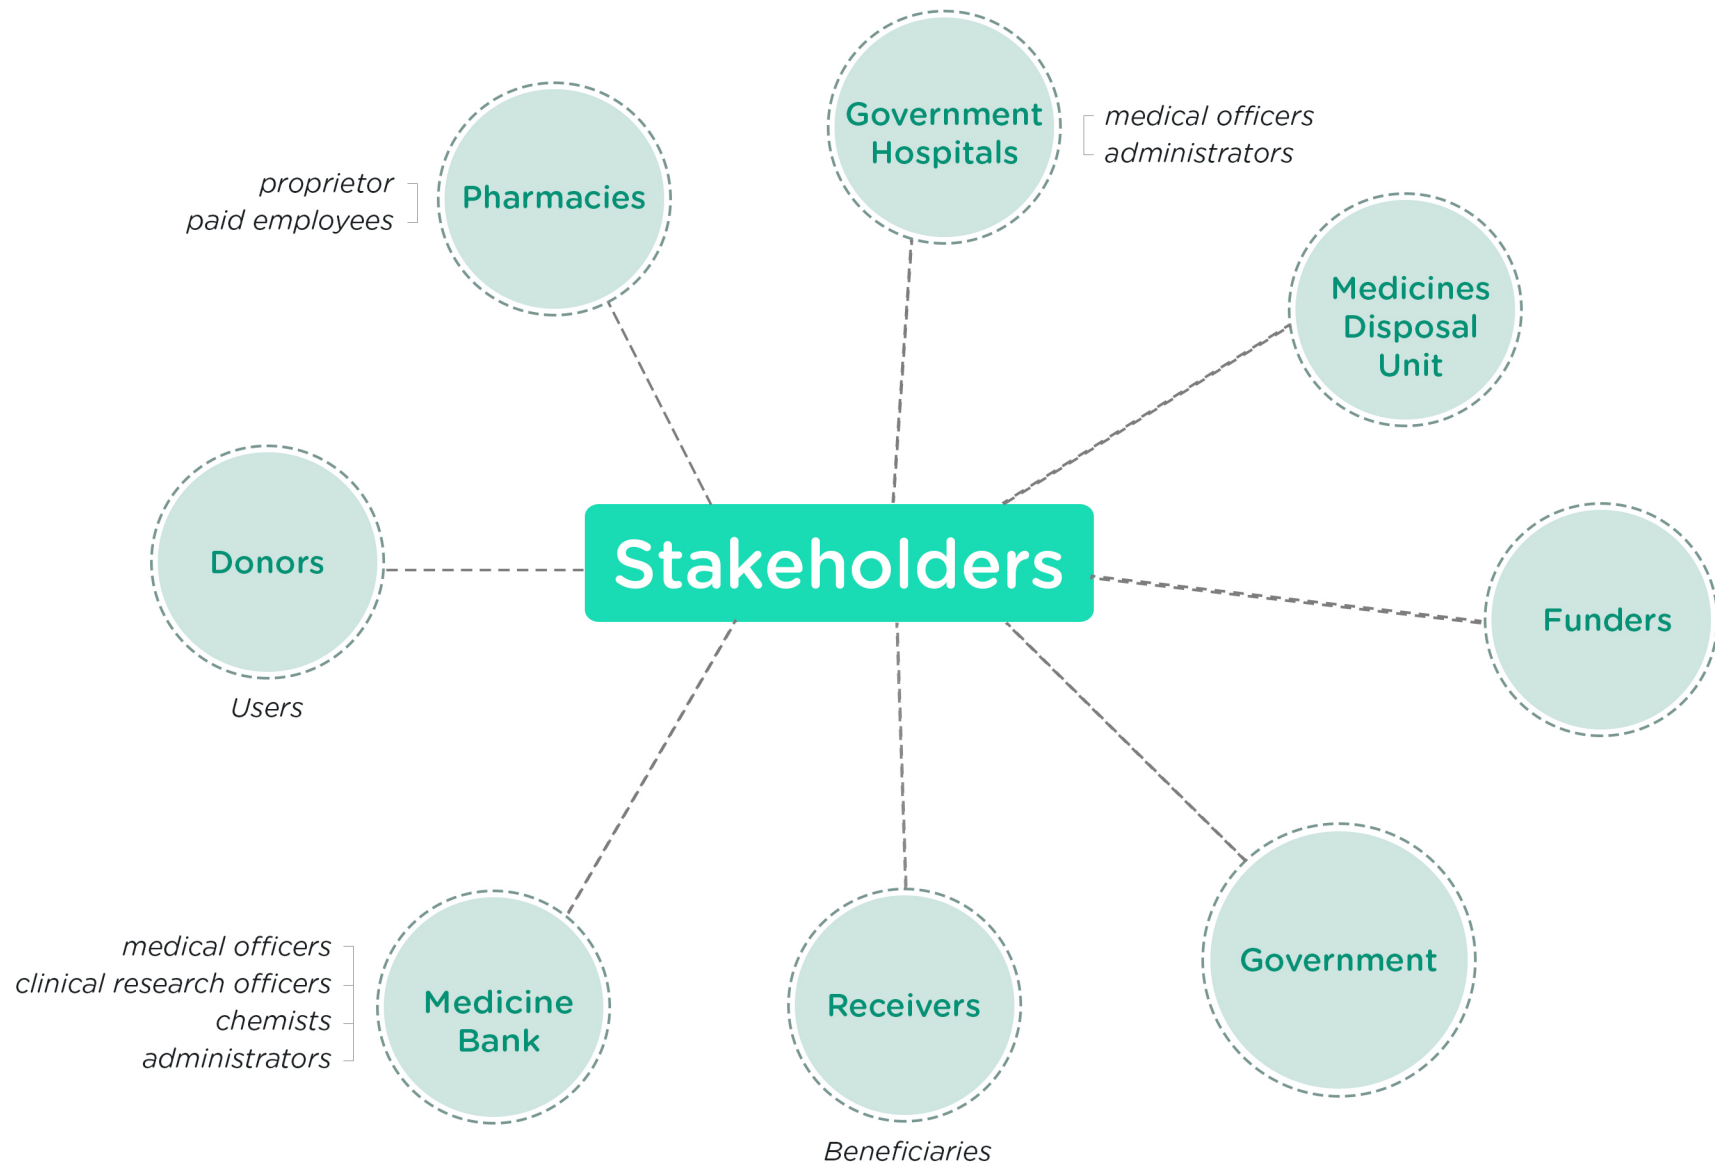 Government
Hospitals
medical officers
administrators
Pharmacies
proprietor
paid employees
Medicines
Disposal
Unit
Donors
Users
Stakeholders
Funders
Medicine
Bank
medical officers
clinical research officers
chemists
administrators
Receivers
Beneficiaries
Government